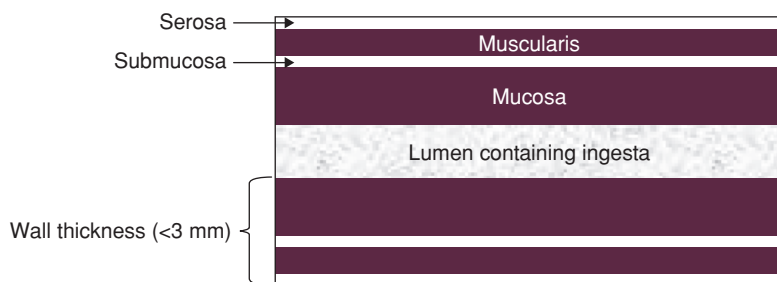 Serosa
Muscularis
Submucosa
Mucosa
Lumen containing ingesta
Wall thickness (<3 mm)